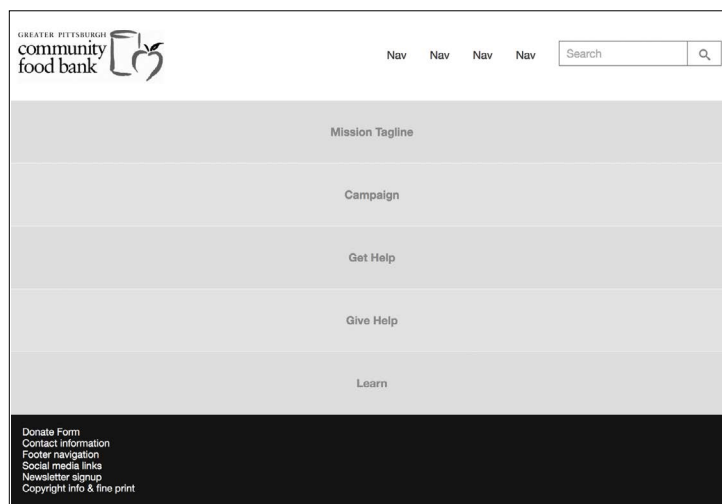 GREATER PITTSBURGH
community
food bank
Nav Nav Nav Nav Search
Mission Tagline
Campaign
Get Help
Give Help
Learn
Donate Form
Contact information
Footer navigation
Social media links
Newsletter signup
Copyright info & fine print